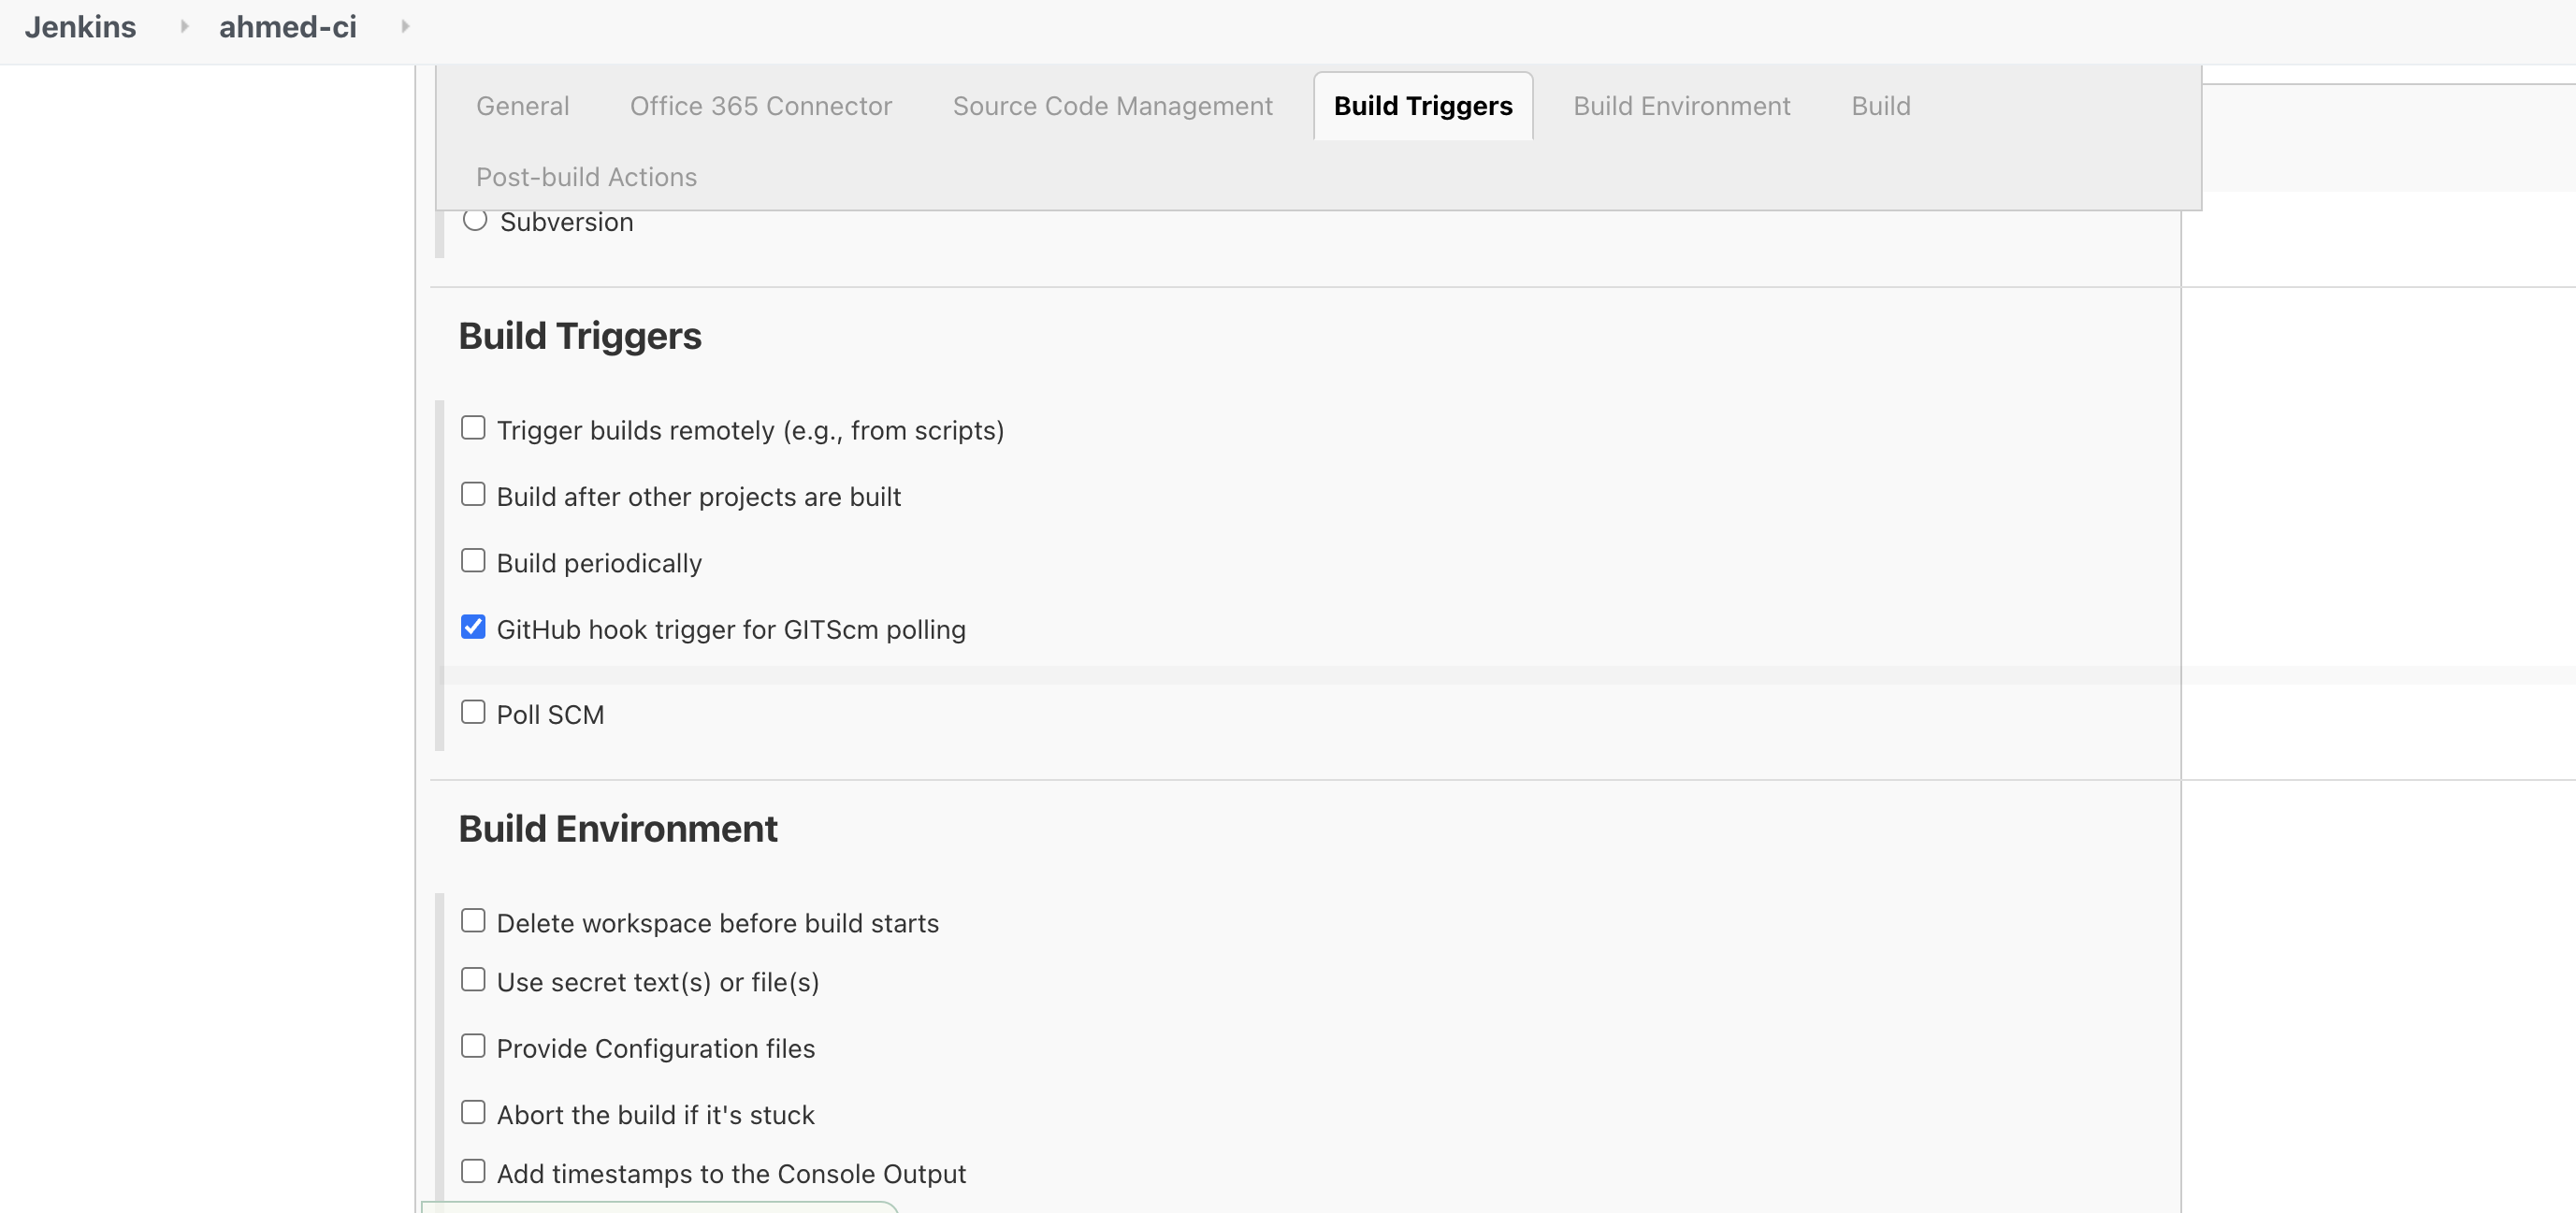 Jenkins ahmed-ci
General Office 365 Connector Source Code Management Build Triggers Build Environment Build
Post-build Actions
Subversion
Build Triggers
Trigger builds remotely (e.g., from scripts)
Build after other projects are built
Build periodically
GitHub hook trigger for GITScm polling
Poll SCM
Build Environment
Delete workspace before build starts
Use secret text(s) or file(s)
Provide Configuration files
Abort the build if it's stuck
Add timestamps to the Console Output